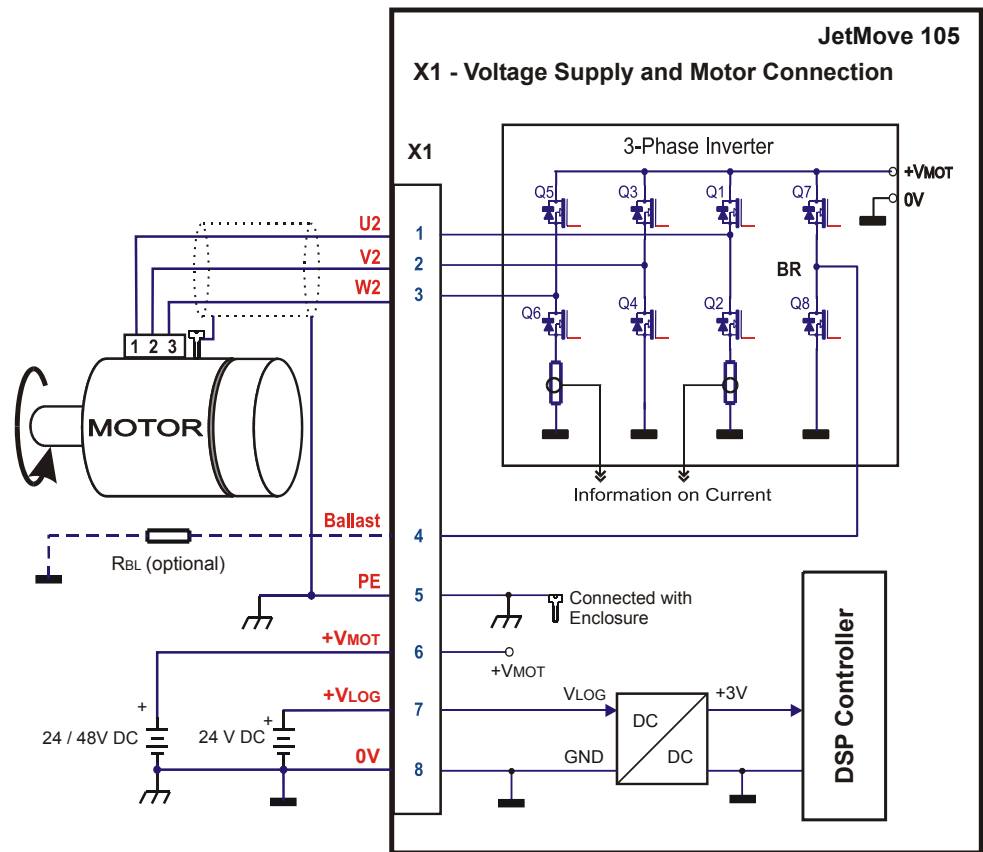 JetMove 105
X1 - Voltage Supply and Motor Connection
X1
3-Phase Inverter
+VMOT
0V
Q5
Q3
Q1
Q7
BR
Q6
Q4
Q2
Q8
Information on Current
U2
1
V2
2
W2
3
1 2 3
MOTOR
Ballast
4
RBL (optional)
PE
5
Connected with
Enclosure
+VMOT
6
+VMOT
+VLOG
7
VLOG
+3V
+
24 / 48V DC
+
24 V DC
DC
DC
0V
8
GND
DSP Controller